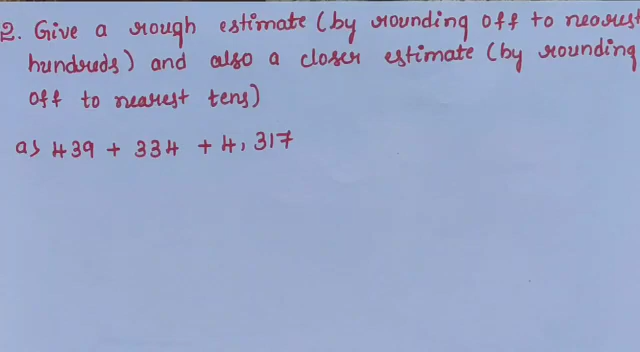 2. Give a rough estimate (by rounding off to nearest
hundreds) and also a closer estimate (by rounding
off to nearest tens)
a) 439 + 334 + 4,317